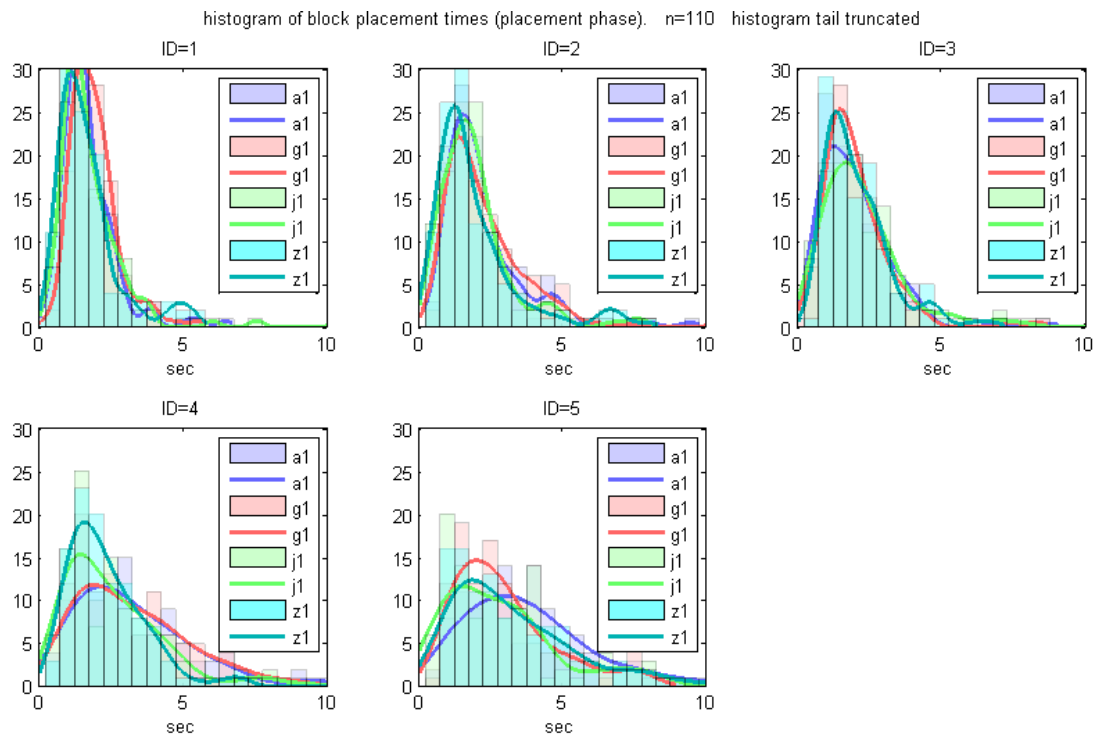 histogram of block placement times (placement phase).   n=110   histogram tail truncated
ID=1
30
25
20
15
10
5
0
0 5 10
sec
a1
a1
g1
g1
j1
j1
z1
z1
ID=2
30
25
20
15
10
5
0
0 5 10
sec
a1
a1
g1
g1
j1
j1
z1
z1
ID=3
30
25
20
15
10
5
0
0 5 10
sec
a1
a1
g1
g1
j1
j1
z1
z1
ID=4
30
25
20
15
10
5
0
0 5 10
sec
a1
a1
g1
g1
j1
j1
z1
z1
ID=5
30
25
20
15
10
5
0
0 5 10
sec
a1
a1
g1
g1
j1
j1
z1
z1